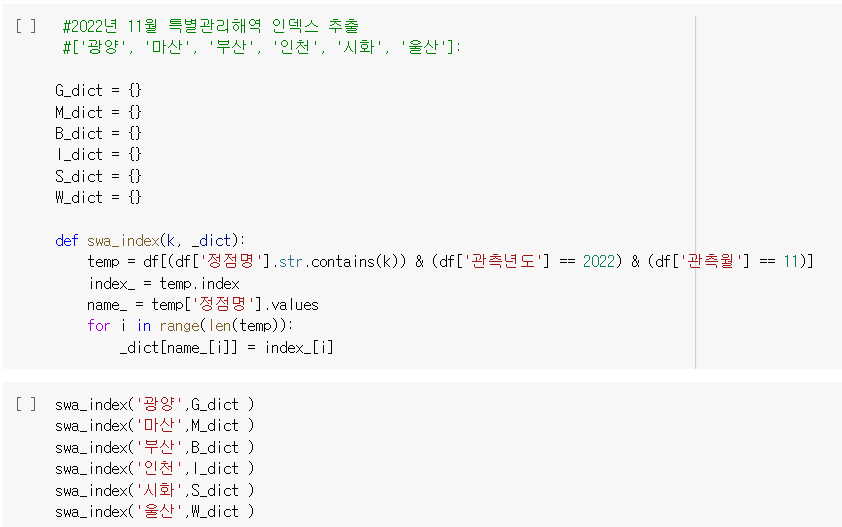 [ ] #2022년 11월 특별관리해역 인덱스 추출
#['광양', '마산', '부산', '인천', '시화', '울산']:
G_dict = {}
M_dict = {}
B_dict = {}
I_dict = {}
S_dict = {}
W_dict = {}
def swa_index(k, _dict):
temp = df[(df['정점명'].str.contains(k)) & (df['관측년도'] == 2022) & (df['관측월'] == 11)]
index_ = temp.index
name_ = temp['정점명'].values
for i in range(len(temp)):
_dict[name_[i]] = index_[i]
[ ] swa_index('광양',G_dict )
swa_index('마산',M_dict )
swa_index('부산',B_dict )
swa_index('인천',I_dict )
swa_index('시화',S_dict )
swa_index('울산',W_dict )